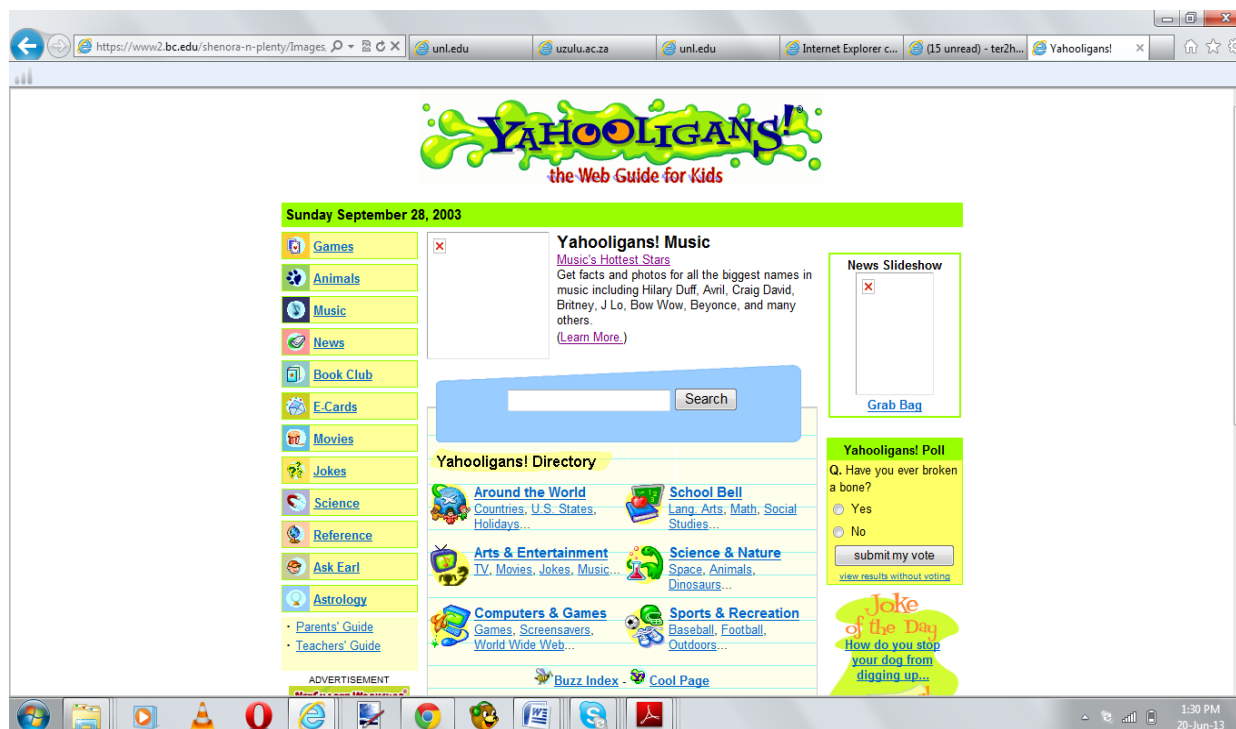 https://www2.bc.edu/shenora-n-plenty/Images
unl.edu
uzulu.ac.za
unl.edu
Internet Explorer c...
(15 unread) - ter2h...
Yahooligans!
YAHOOLIGANS!
the Web Guide for Kids
Sunday September 28, 2003
Games
Animals
Music
News
Book Club
E-Cards
Movies
Jokes
Science
Reference
Ask Earl
Astrology
· Parents' Guide
· Teachers' Guide
ADVERTISEMENT
Yahooligans! Music
Music's Hottest Stars
Get facts and photos for all the biggest names in
music including Hilary Duff, Avril, Craig David,
Britney, J Lo, Bow Wow, Beyonce, and many
others.
(Learn More.)
Search
Yahooligans! Directory
Around the World
Countries, U.S. States,
Holidays...
School Bell
Lang. Arts, Math, Social
Studies...
Arts & Entertainment
TV, Movies, Jokes, Music...
Science & Nature
Space, Animals,
Dinosaurs...
Computers & Games
Games, Screensavers,
World Wide Web...
Sports & Recreation
Baseball, Football,
Outdoors...
Buzz Index - Cool Page
News Slideshow
Grab Bag
Yahooligans! Poll
Q. Have you ever broken
a bone?
Yes
No
submit my vote
view results without voting
Joke
of the Day
How do you stop
your dog from
digging up...
1:30 PM
20-Jun-13